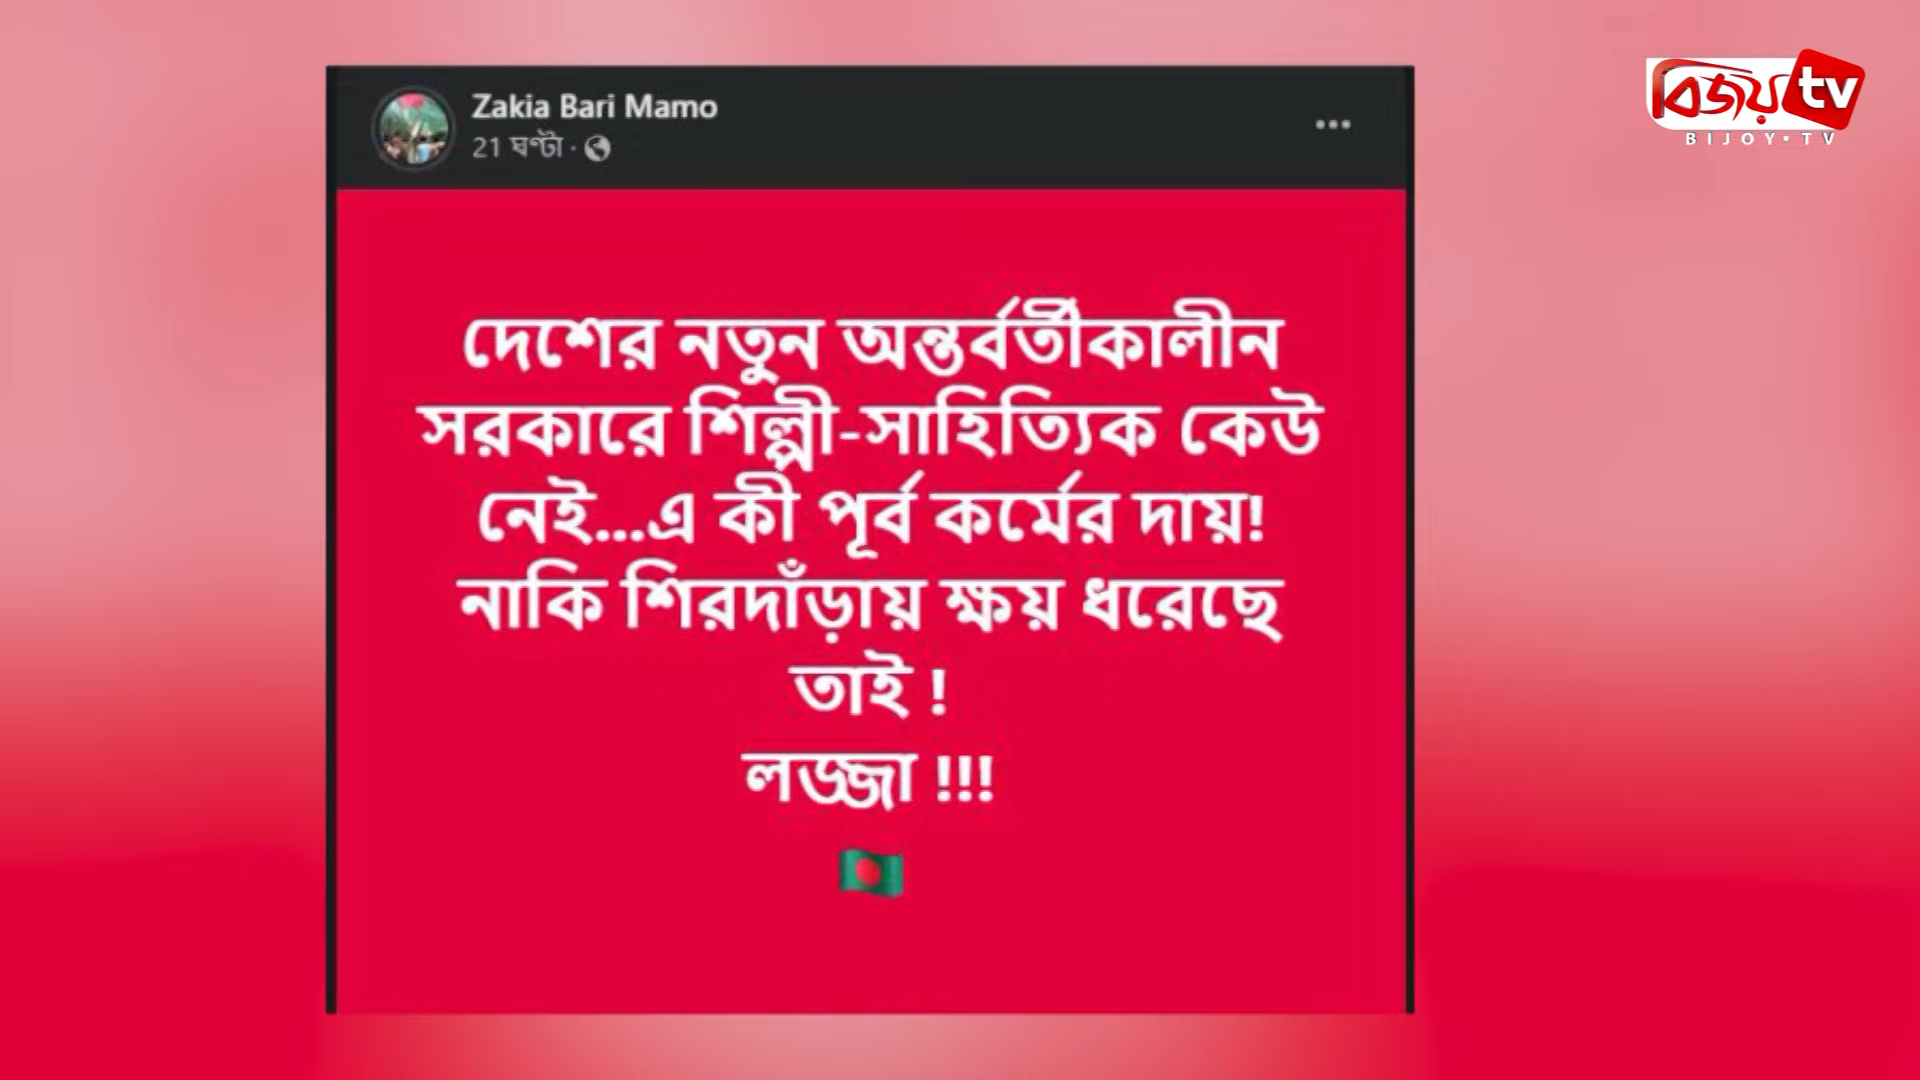 Zakia Bari Mamo
21 ঘণ্টা ·
দেশের নতুন অন্তর্বর্তীকালীন
সরকারে শিল্পী-সাহিত্যিক কেউ
নেই...এ কী পূর্ব কর্মের দায়!
নাকি শিরদাঁড়ায় ক্ষয় ধরেছে
তাই !
লজ্জা !!!
বিজয় tv
BIJOY•TV